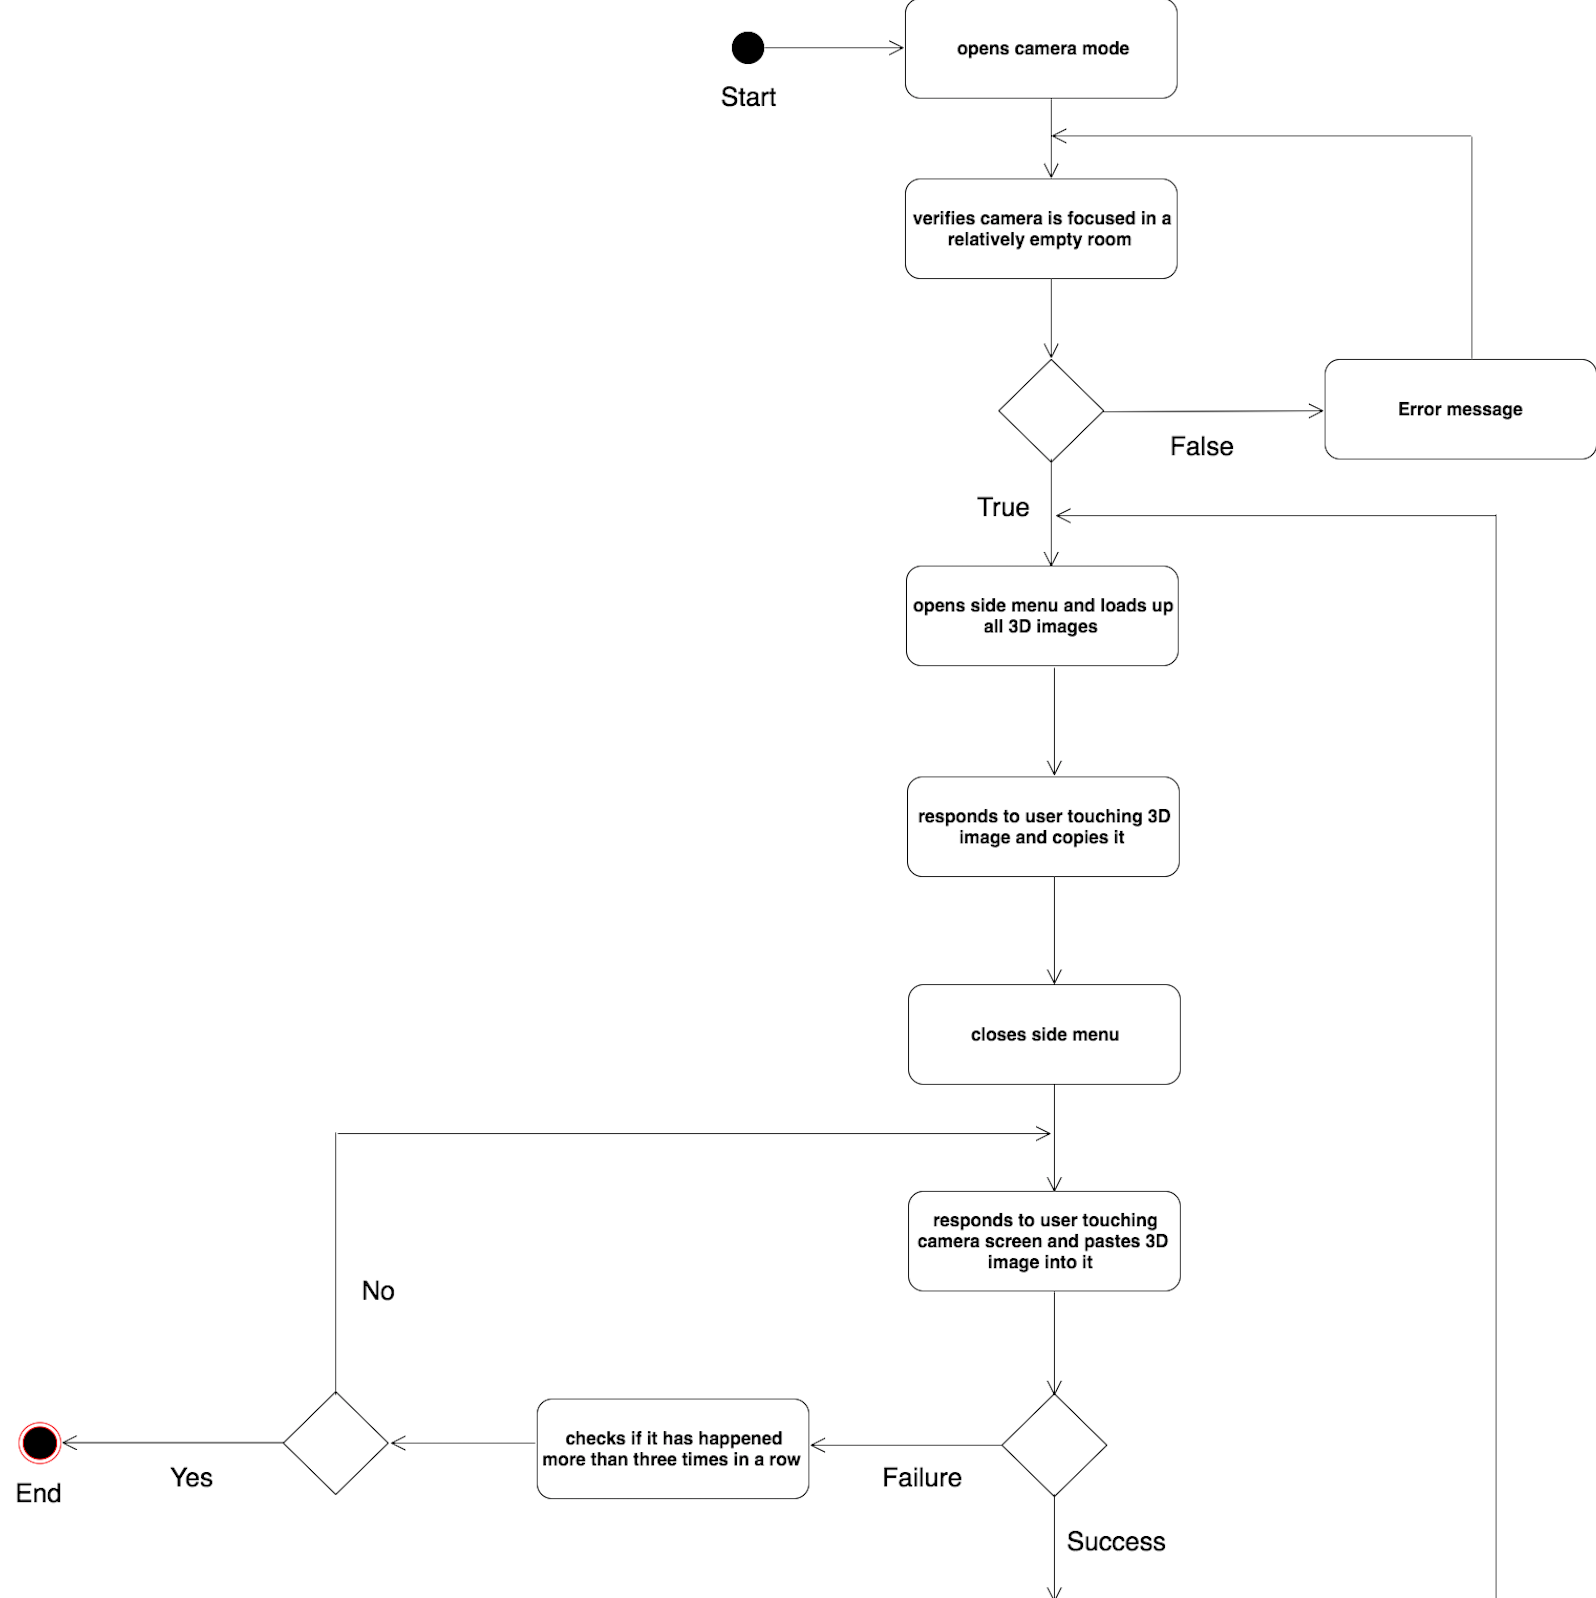 opens camera mode
Start
verifies camera is focused in a
relatively empty room
Error message
False
True
opens side menu and loads up
all 3D images
responds to user touching 3D
image and copies it
closes side menu
responds to user touching
camera screen and pastes 3D
image into it
No
checks if it has happened
more than three times in a row
Yes
Failure
End
Success